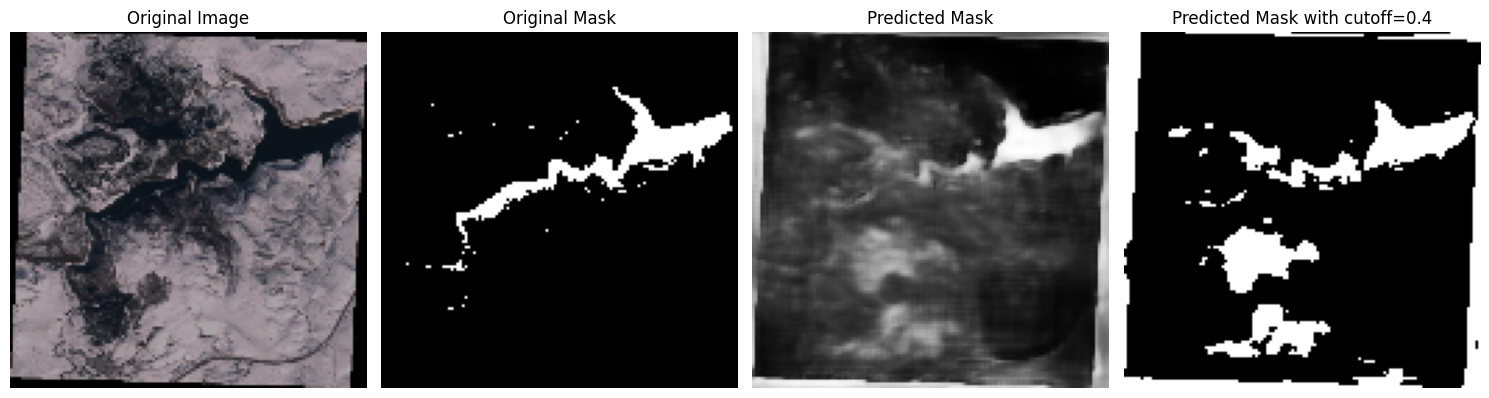 Original Image
Original Mask
Predicted Mask
Predicted Mask with cutoff=0.4